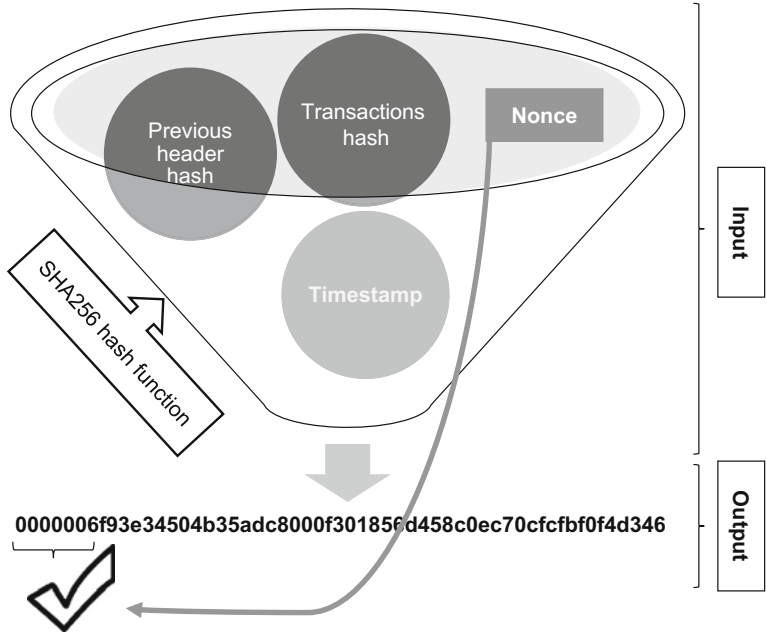 Transactions
hash
Nonce
Previous
header
hash
Input
Timestamp
SHA256 hash function
Output
0000006f93e34504b35adc8000f301856d458c0ec70cfcfbf0f4d346